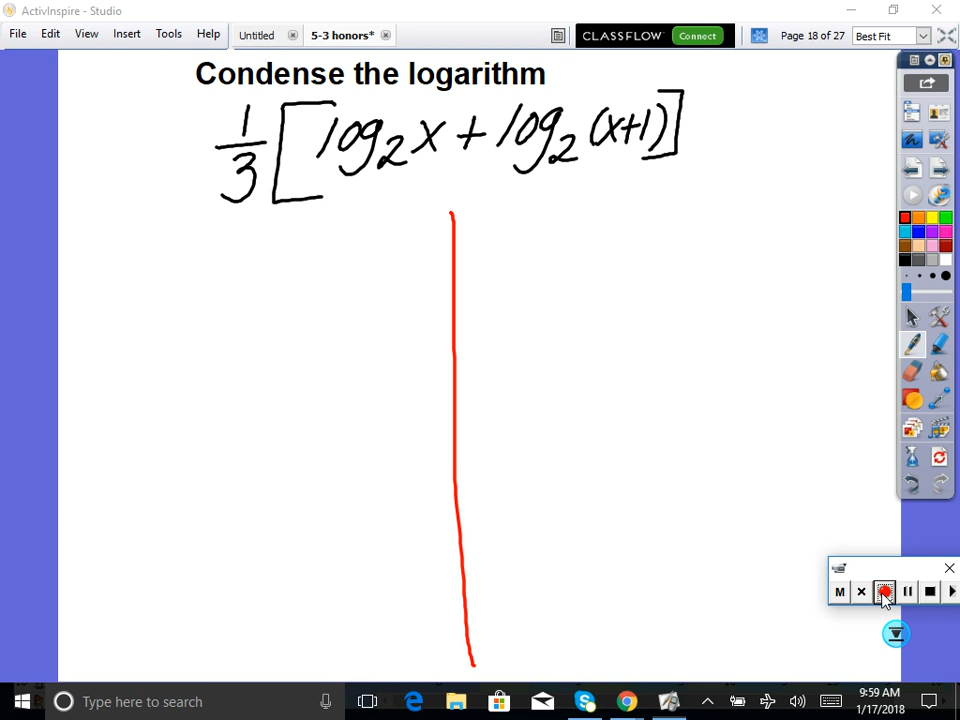 ActivInspire - Studio
File Edit View Insert Tools Help Untitled 5-3 honors* CLASSFLOW Connect Page 18 of 27 Best Fit
Condense the logarithm
1/3 [log₂x + log₂(x+1)]
M
Type here to search
9:59 AM
1/17/2018